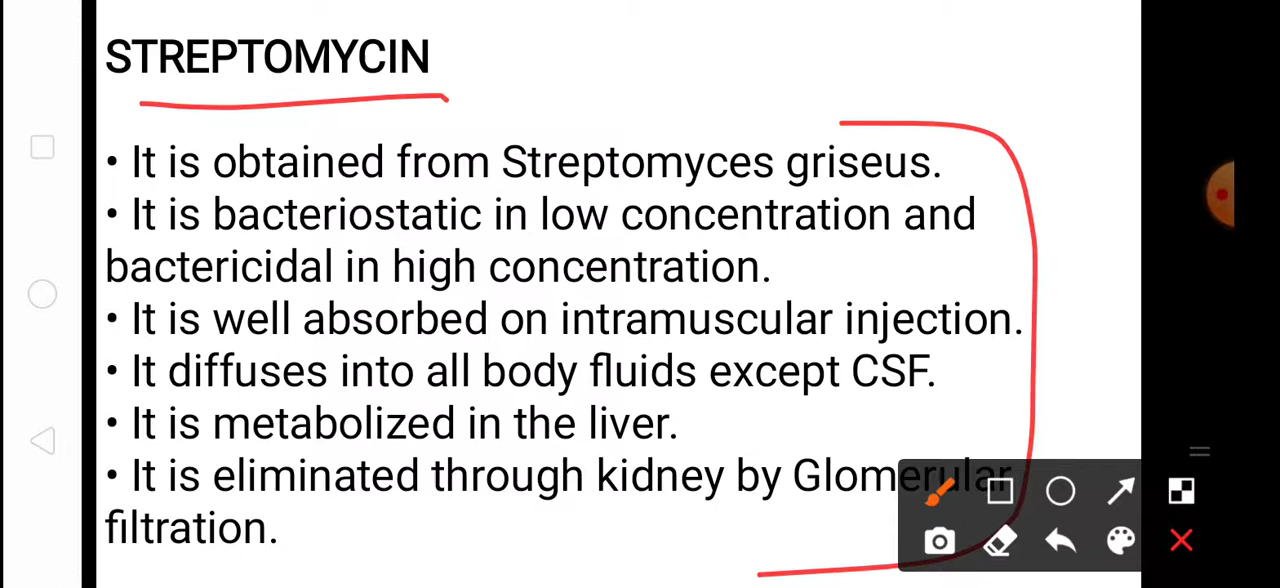 STREPTOMYCIN
• It is obtained from Streptomyces griseus.
• It is bacteriostatic in low concentration and
bactericidal in high concentration.
• It is well absorbed on intramuscular injection.
• It diffuses into all body fluids except CSF.
• It is metabolized in the liver.
• It is eliminated through kidney by Glomerular
filtration.